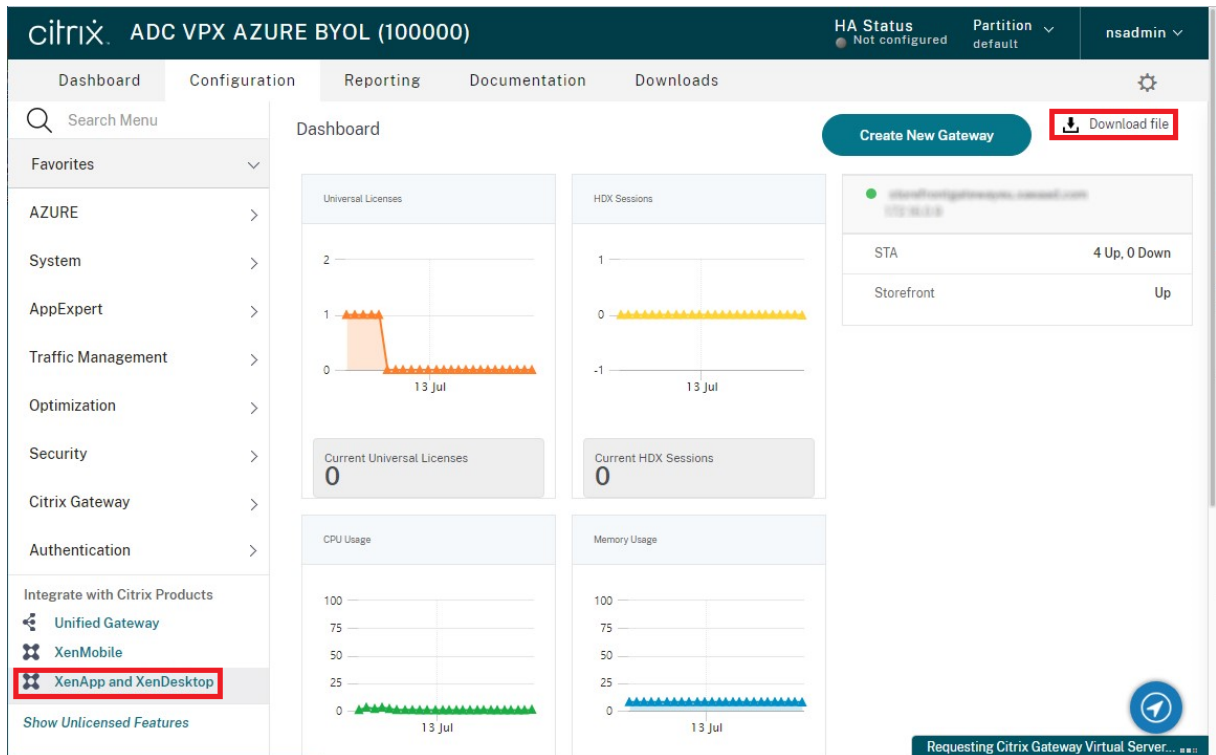 citrix. ADC VPX AZURE BYOL (100000)
HA Status
Not configured
Partition
default
nsadmin
Dashboard Configuration Reporting Documentation Downloads
Search Menu
Favorites
AZURE
System
AppExpert
Traffic Management
Optimization
Security
Citrix Gateway
Authentication
Integrate with Citrix Products
Unified Gateway
XenMobile
XenApp and XenDesktop
Show Unlicensed Features
Dashboard
Create New Gateway
Download file
Universal Licenses
2
1
0
13 Jul
Current Universal Licenses
0
HDX Sessions
1
0
-1
13 Jul
Current HDX Sessions
0
STA 4 Up, 0 Down
Storefront Up
CPU Usage
100
75
50
25
0
13 Jul
Memory Usage
100
75
50
25
0
13 Jul
Requesting Citrix Gateway Virtual Server...